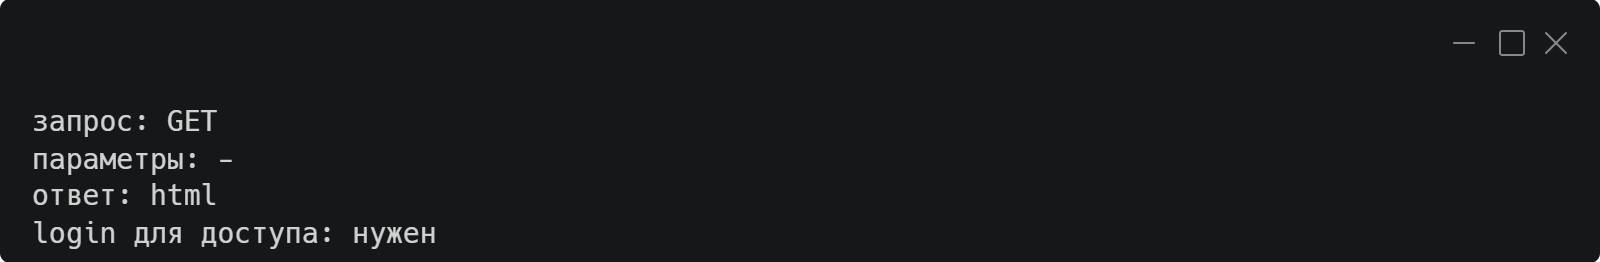 запрос: GET
параметры: -
ответ: html
login для доступа: нужен